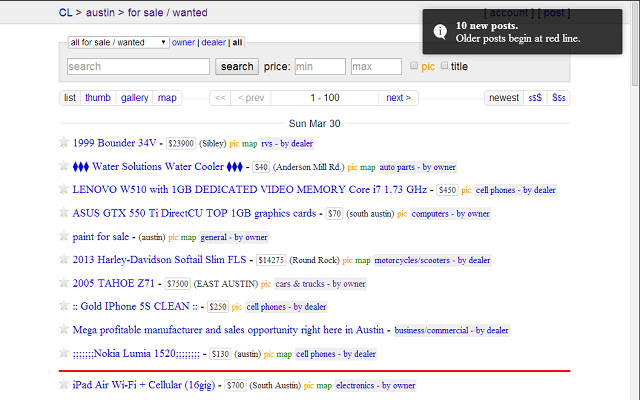 CL > austin > for sale / wanted [ account ] [ post ]
10 new posts.
Older posts begin at red line.
all for sale / wanted owner | dealer | all
search search price: min max pic title
list thumb gallery map << < prev 1 - 100 next > newest $$$ $$$
Sun Mar 30
1999 Bounder 34V - $23900 (Sibley) pic map rvs - by dealer
♦♦♦ Water Solutions Water Cooler ♦♦♦ - $40 (Anderson Mill Rd.) pic map auto parts - by owner
LENOVO W510 with 1GB DEDICATED VIDEO MEMORY Core i7 1.73 GHz - $450 pic cell phones - by dealer
ASUS GTX 550 Ti DirectCU TOP 1GB graphics cards - $70 (south austin) pic computers - by owner
paint for sale - (austin) pic map general - by owner
2013 Harley-Davidson Softail Slim FLS - $14275 (Round Rock) pic map motorcycles/scooters - by dealer
2005 TAHOE Z71 - $7500 (EAST AUSTIN) pic cars & trucks - by owner
:: Gold IPhone 5S CLEAN :: - $250 pic cell phones - by dealer
Mega profitable manufacturer and sales opportunity right here in Austin - business/commercial - by dealer
;;;;;;;Nokia Lumia 1520;;;;;;;; - $130 (austin) pic map cell phones - by dealer
iPad Air Wi-Fi + Cellular (16gig) - $700 (South Austin) pic map electronics - by owner